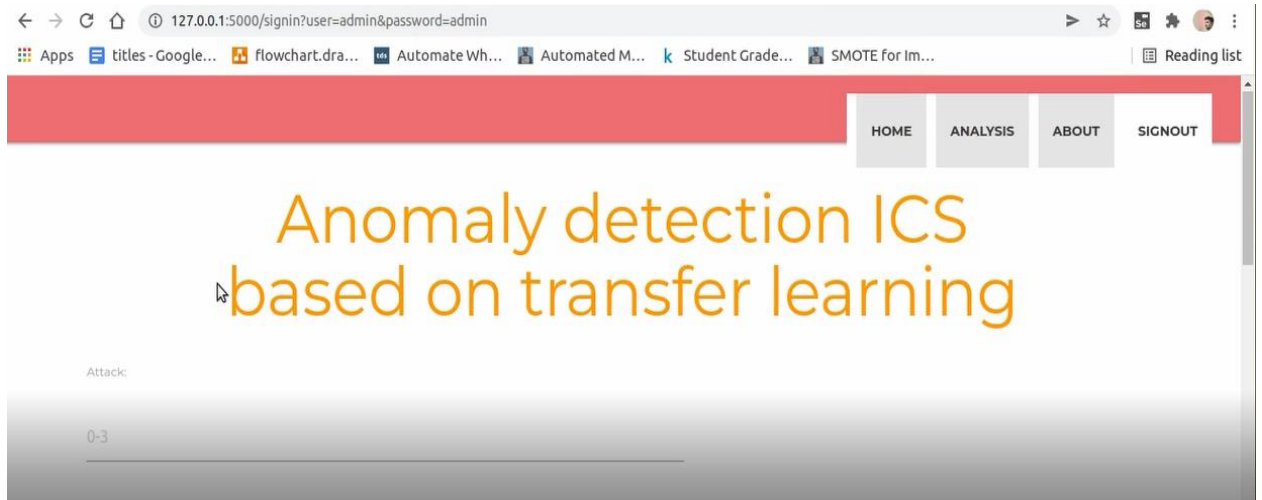 127.0.0.1:5000/signin?user=admin&password=admin
Apps titles - Google... flowchart.dra... tds Automate Wh... Automated M... k Student Grade... SMOTE for Im... Reading list
HOME ANALYSIS ABOUT SIGNOUT
Anomaly detection ICS
based on transfer learning
Attack:
0-3